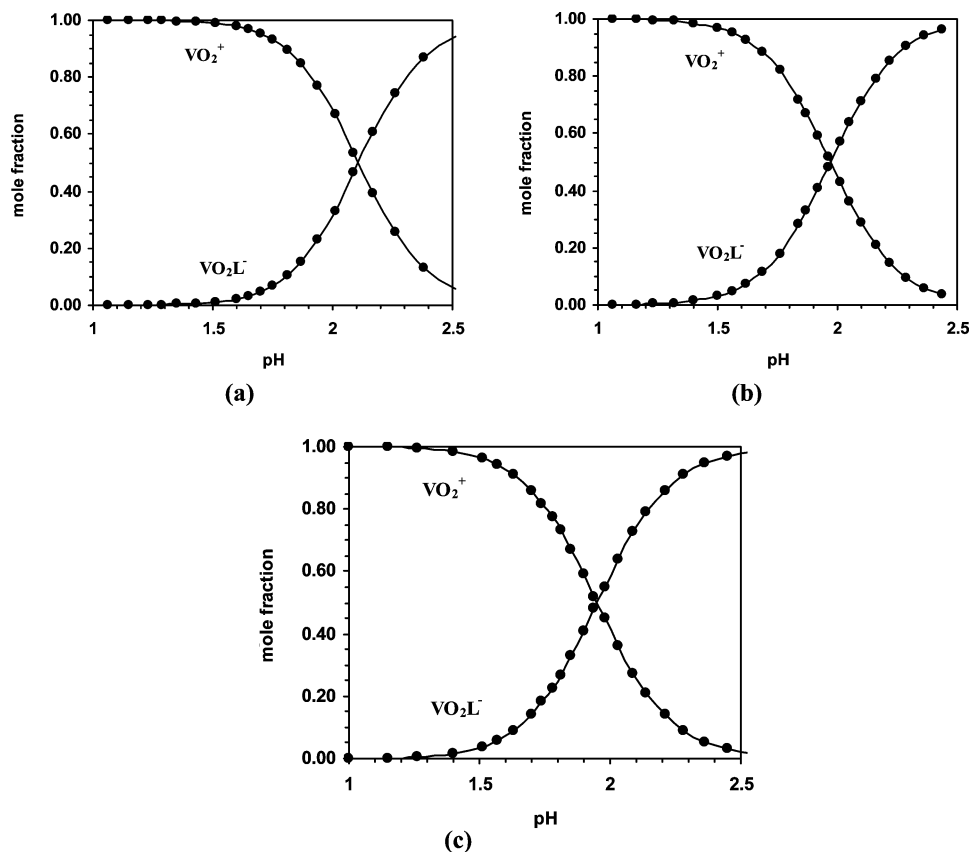 1.00
0.80
0.60
0.40
0.20
0.00
mole fraction
VO₂⁺
VO₂L⁻
1 1.5 2 2.5
pH
(a)
1.00
0.80
0.60
0.40
0.20
0.00
mole fraction
VO₂⁺
VO₂L⁻
1 1.5 2 2.5
pH
(b)
1.00
0.80
0.60
0.40
0.20
0.00
mole fraction
VO₂⁺
VO₂L⁻
1 1.5 2 2.5
pH
(c)